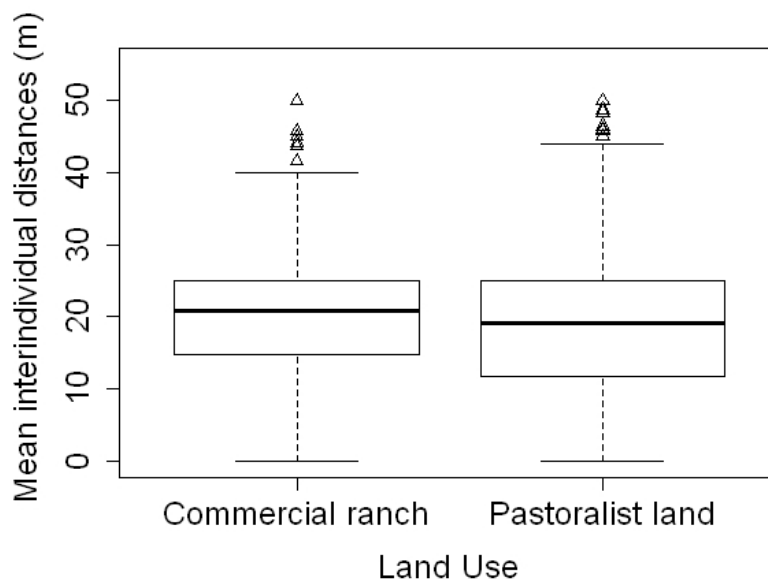 Mean interindividual distances (m)
50
40
30
20
10
0
Commercial ranch
Pastoralist land
Land Use